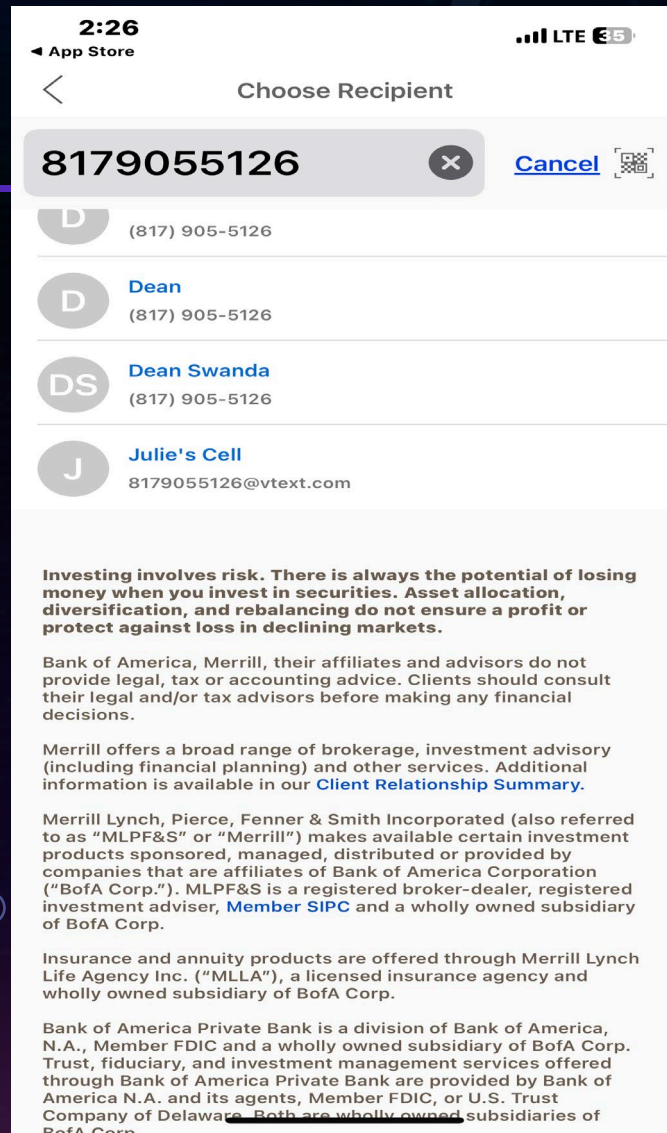 2:26
LTE 35
◄ App Store
Choose Recipient
8179055126
Cancel
D
(817) 905-5126
D
Dean
(817) 905-5126
DS
Dean Swanda
(817) 905-5126
J
Julie's Cell
8179055126@vtext.com
Investing involves risk. There is always the potential of losing
money when you invest in securities. Asset allocation,
diversification, and rebalancing do not ensure a profit or
protect against loss in declining markets.
Bank of America, Merrill, their affiliates and advisors do not
provide legal, tax or accounting advice. Clients should consult
their legal and/or tax advisors before making any financial
decisions.
Merrill offers a broad range of brokerage, investment advisory
(including financial planning) and other services. Additional
information is available in our Client Relationship Summary.
Merrill Lynch, Pierce, Fenner & Smith Incorporated (also referred
to as “MLPF&S” or “Merrill”) makes available certain investment
products sponsored, managed, distributed or provided by
companies that are affiliates of Bank of America Corporation
(“BofA Corp.”). MLPF&S is a registered broker-dealer, registered
investment adviser, Member SIPC and a wholly owned subsidiary
of BofA Corp.
Insurance and annuity products are offered through Merrill Lynch
Life Agency Inc. (“MLLA”), a licensed insurance agency and
wholly owned subsidiary of BofA Corp.
Bank of America Private Bank is a division of Bank of America,
N.A., Member FDIC and a wholly owned subsidiary of BofA Corp.
Trust, fiduciary, and investment management services offered
through Bank of America Private Bank are provided by Bank of
America N.A. and its agents, Member FDIC, or U.S. Trust
Company of Delaware. Both are wholly owned subsidiaries of
BofA Corp.